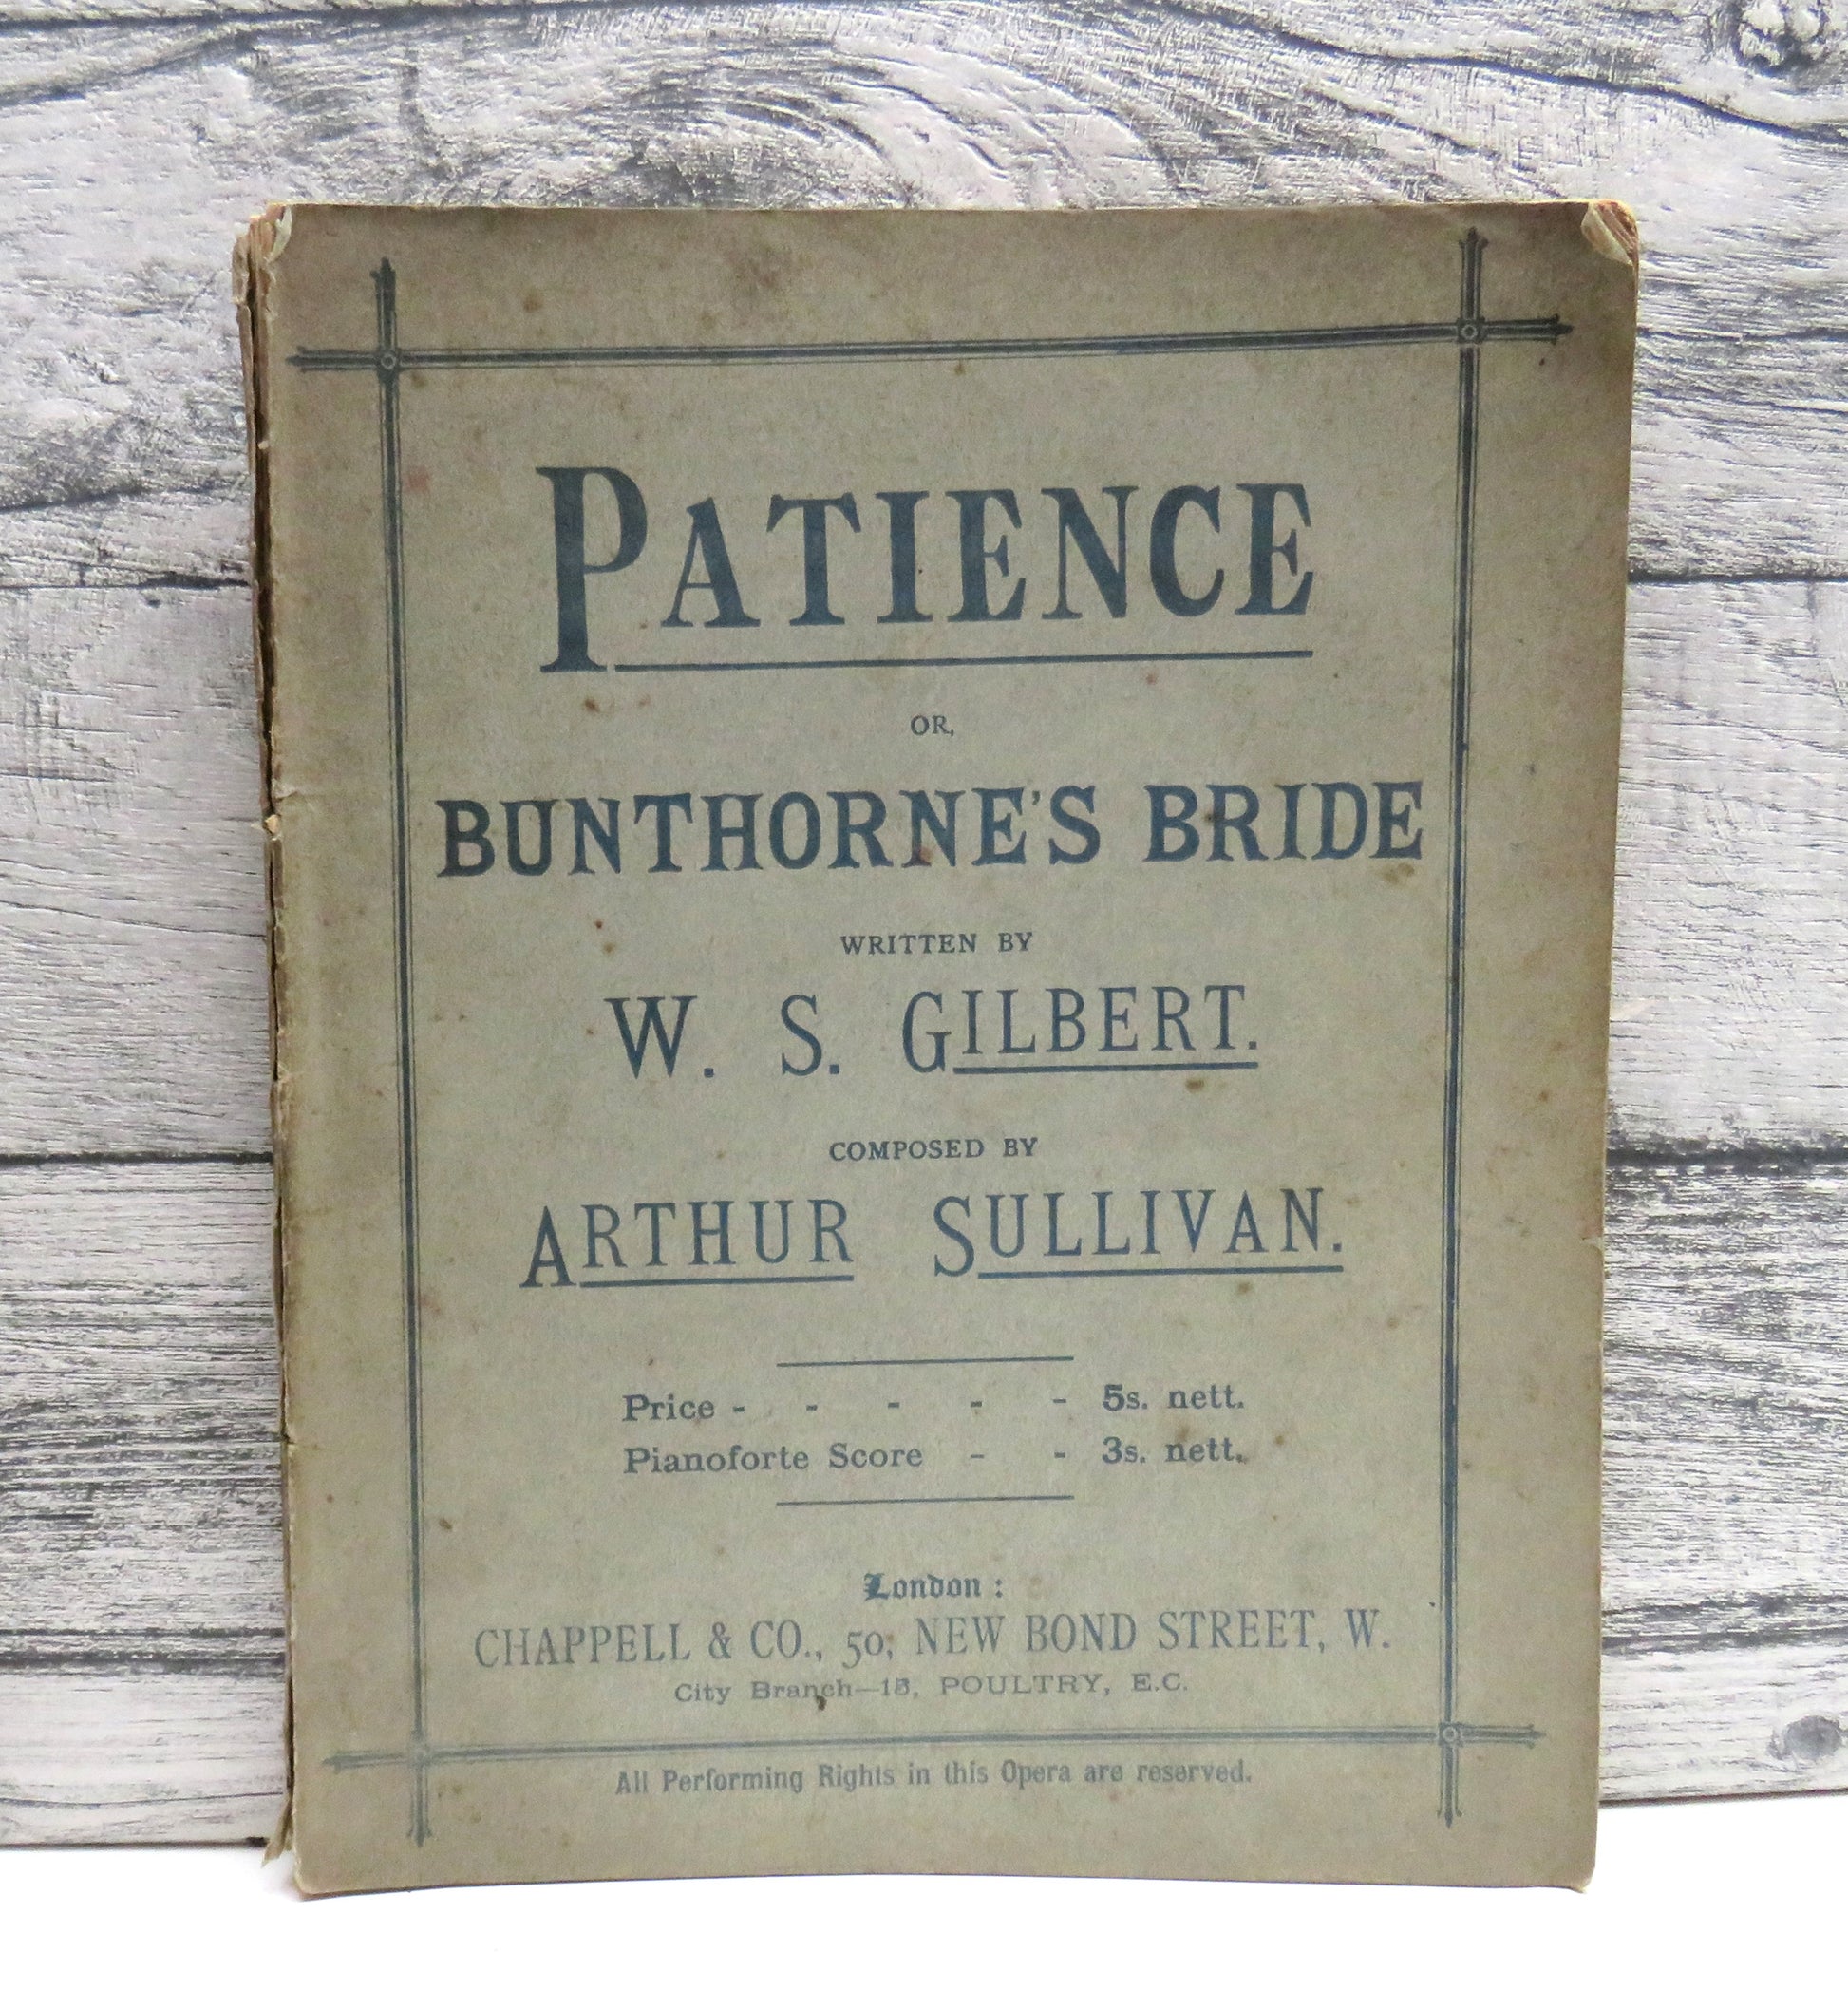 PATIENCE
OR,
BUNTHORNE'S BRIDE
WRITTEN BY
W. S. GILBERT.
COMPOSED BY
ARTHUR SULLIVAN.
Price - - - - - 5s. nett.
Pianoforte Score - - 3s. nett.
London :
CHAPPELL & CO., 50, NEW BOND STREET, W.
City Branch—15, POULTRY, E.C.
All Performing Rights in this Opera are reserved.